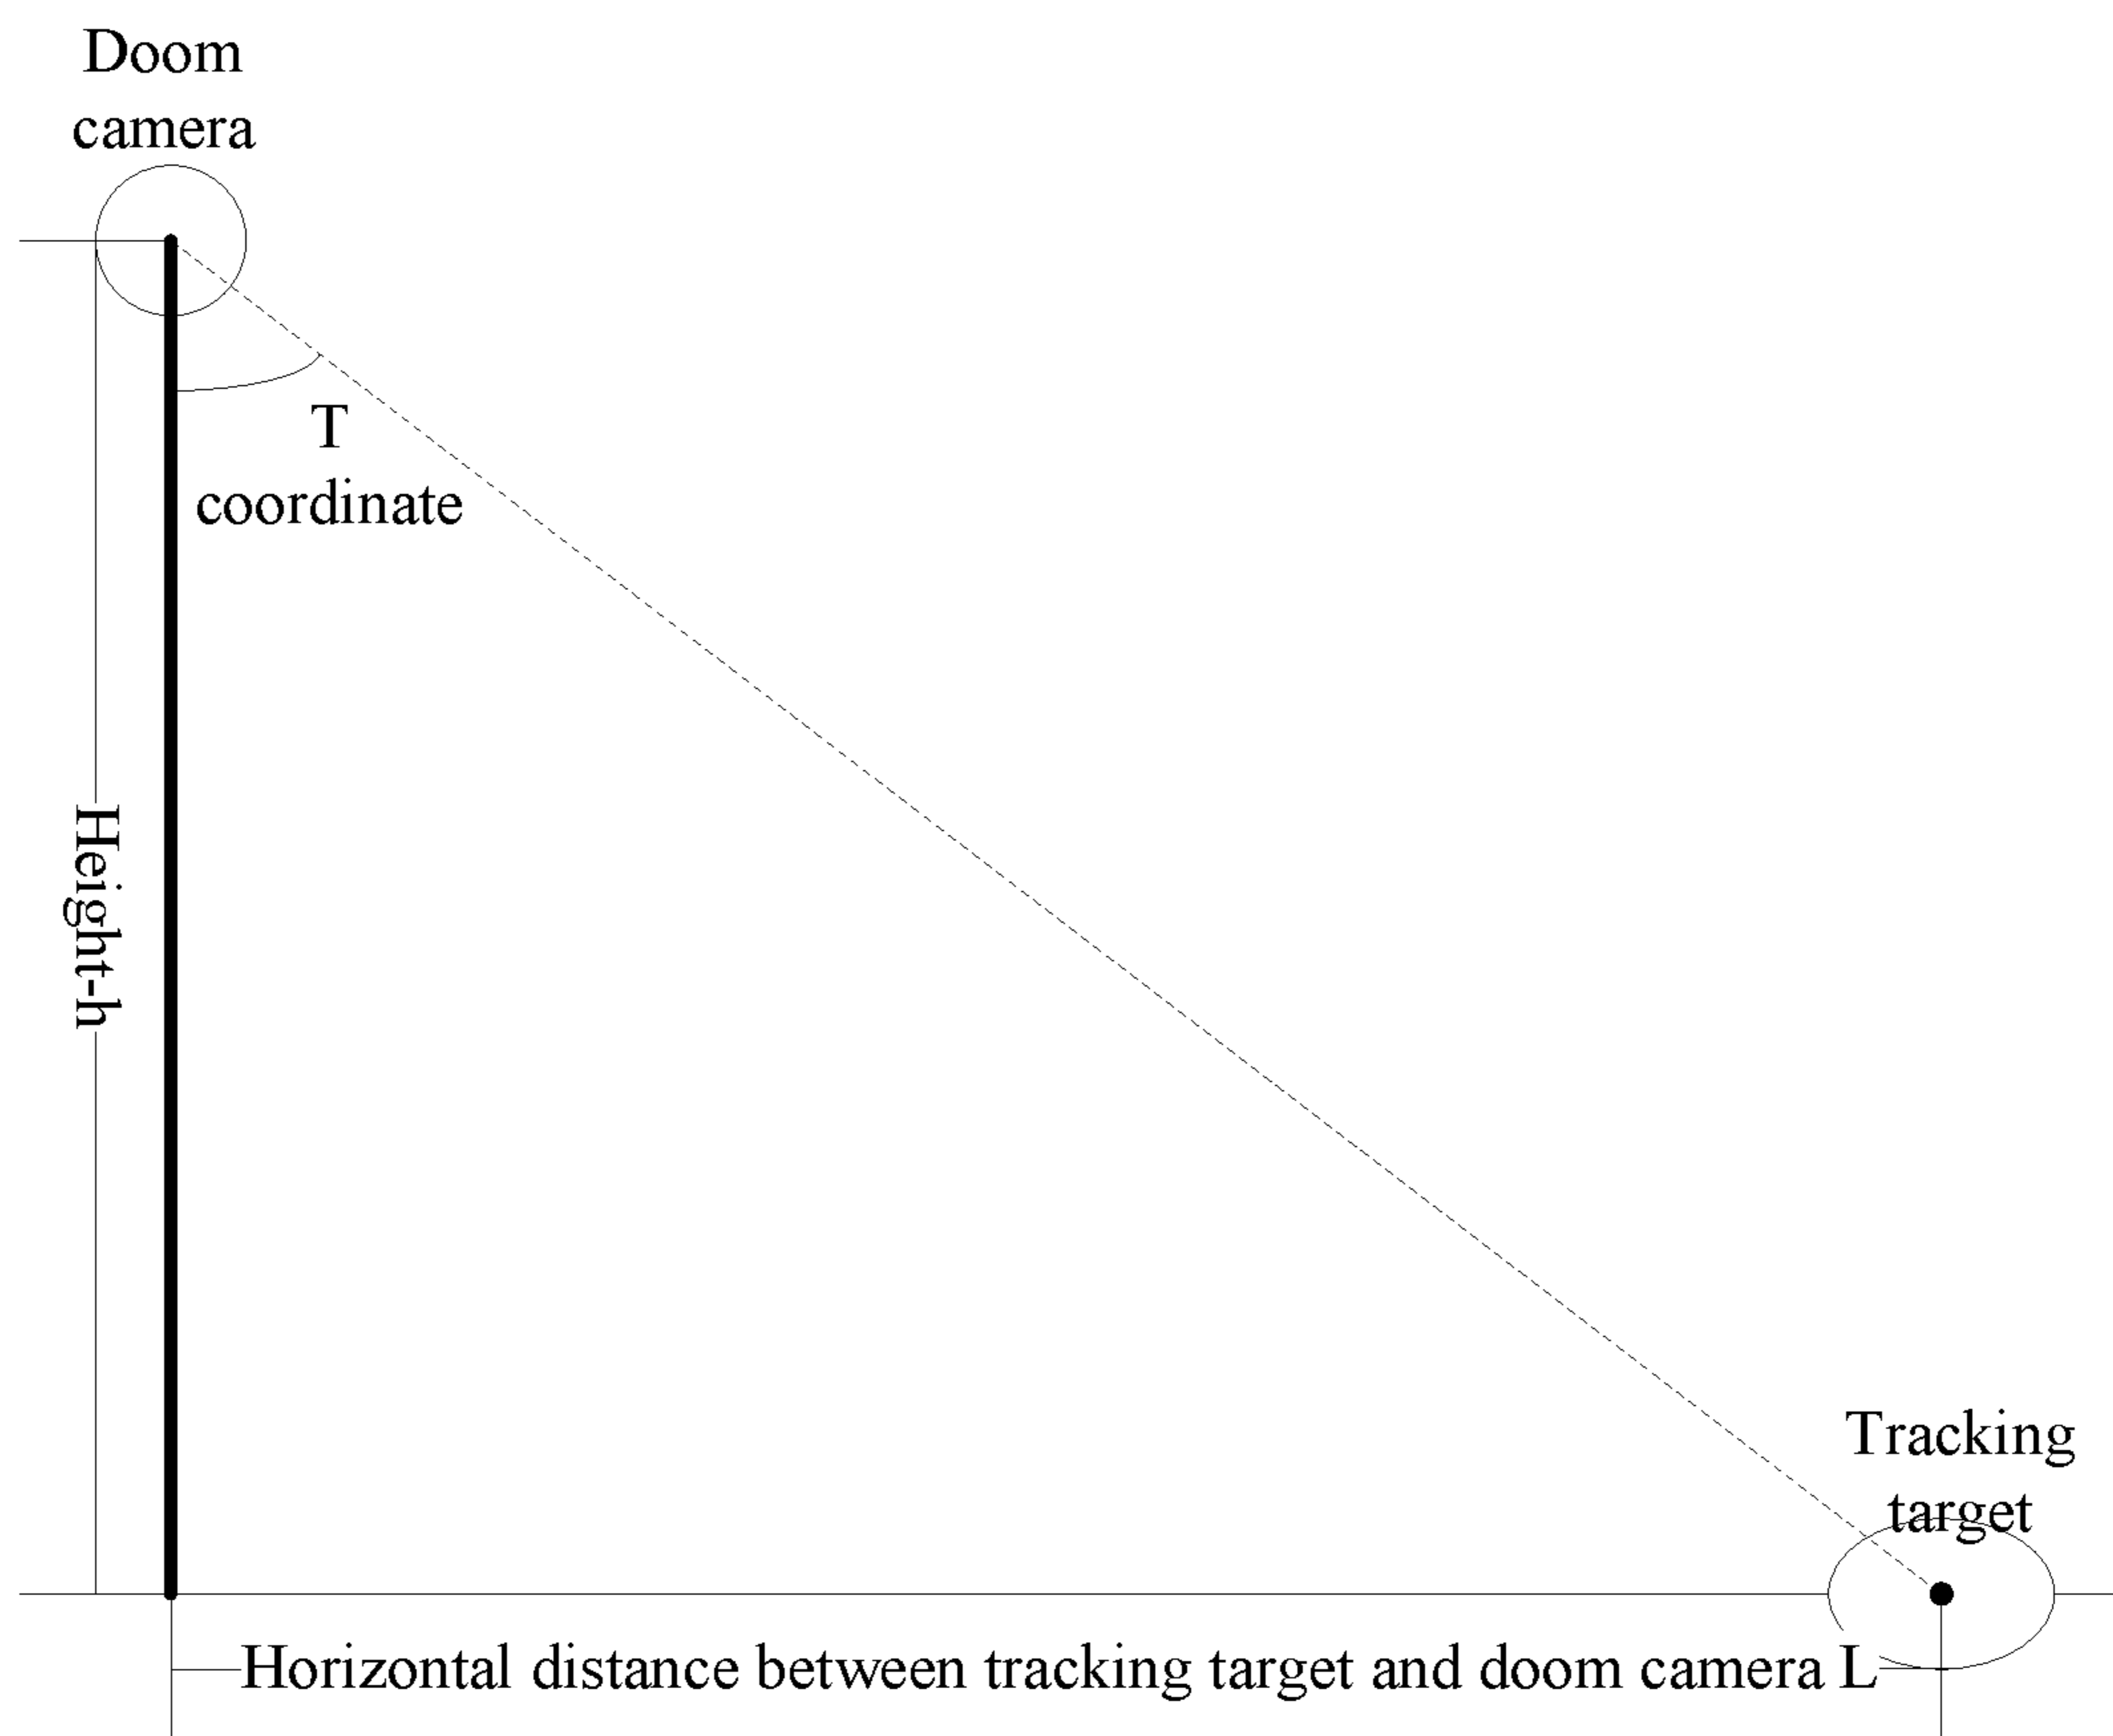 Doom
camera
T
coordinate
Height-h
Tracking
target
Horizontal distance between tracking target and doom camera L